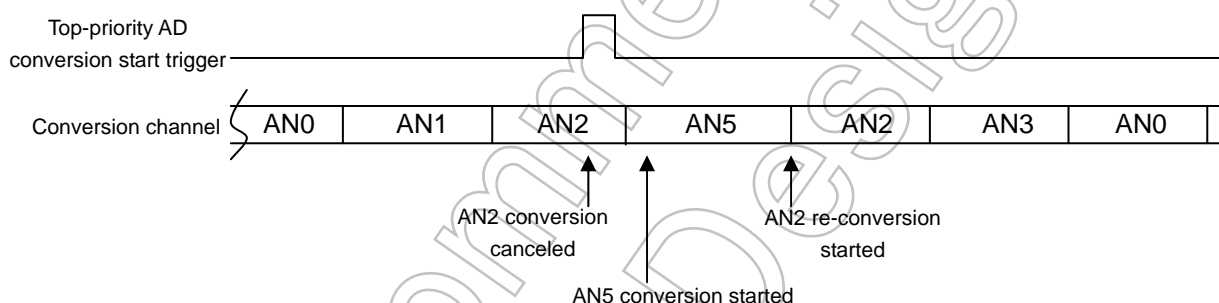 Top-priority AD
conversion start trigger
Conversion channel
AN0 AN1 AN2 AN5 AN2 AN3 AN0
AN2 conversion
canceled
AN2 re-conversion
started
AN5 conversion started